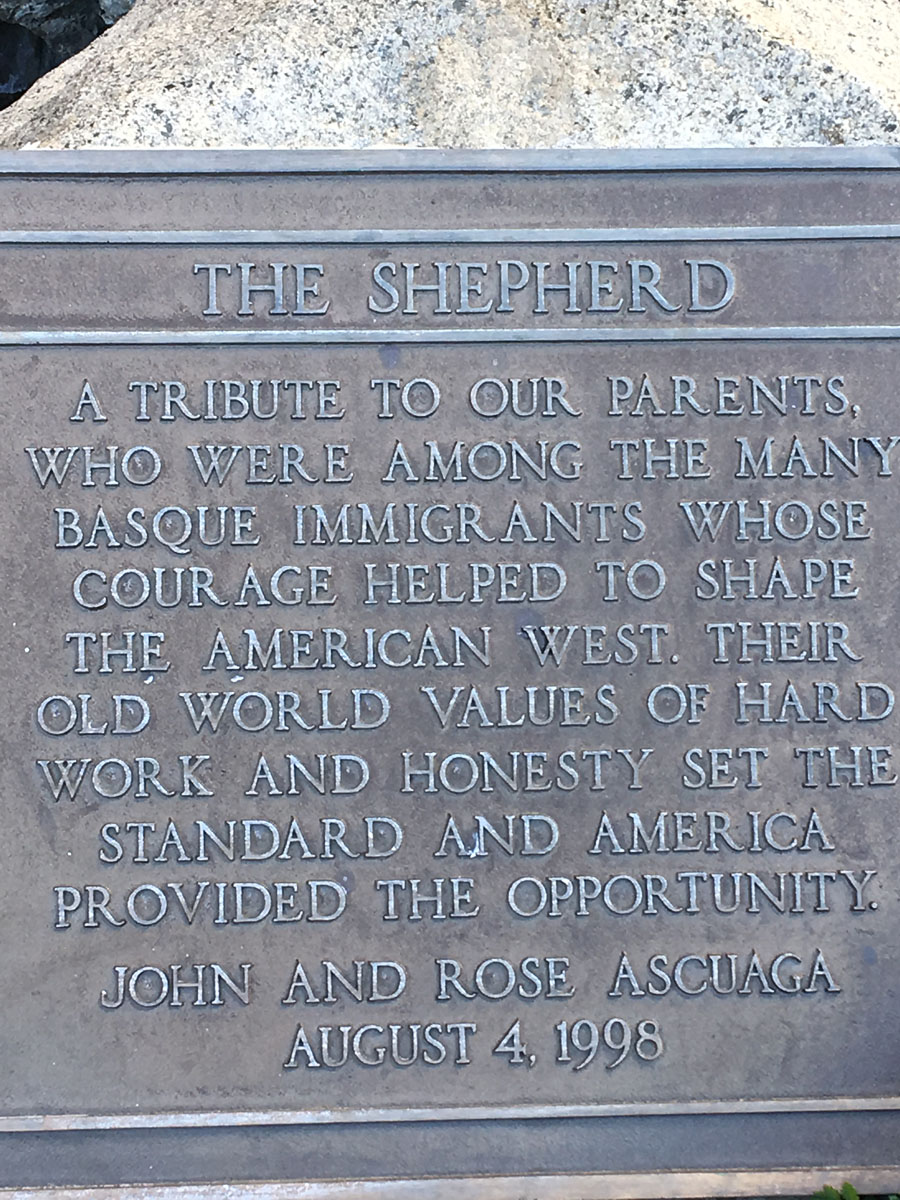 THE SHEPHERD
A TRIBUTE TO OUR PARENTS,
WHO WERE AMONG THE MANY
BASQUE IMMIGRANTS WHOSE
COURAGE HELPED TO SHAPE
THE AMERICAN WEST. THEIR
OLD WORLD VALUES OF HARD
WORK AND HONESTY SET THE
STANDARD AND AMERICA
PROVIDED THE OPPORTUNITY.
JOHN AND ROSE ASCUAGA
AUGUST 4, 1998